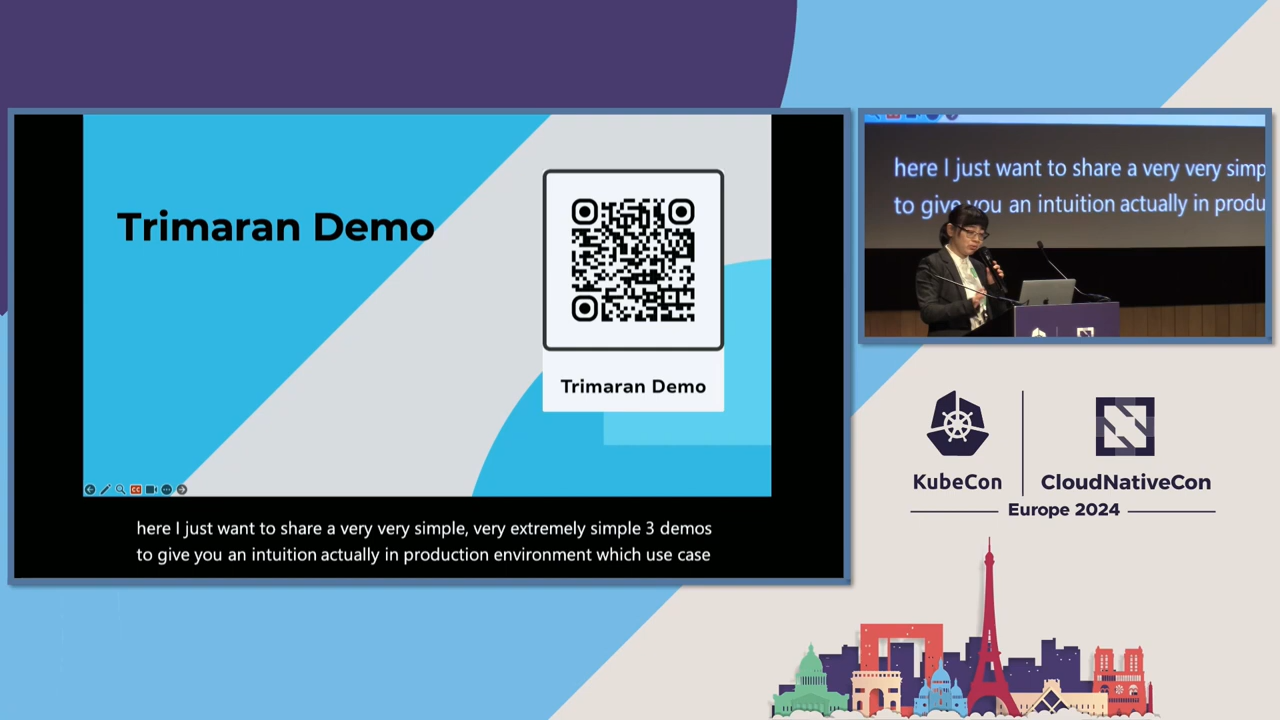 Trimaran Demo
Trimaran Demo
CC
here I just want to share a very very simple, very extremely simple 3 demos
to give you an intuition actually in production environment which use case
here I just want to share a very very simp
to give you an intuition actually in produ
KubeCon
CloudNativeCon
Europe 2024